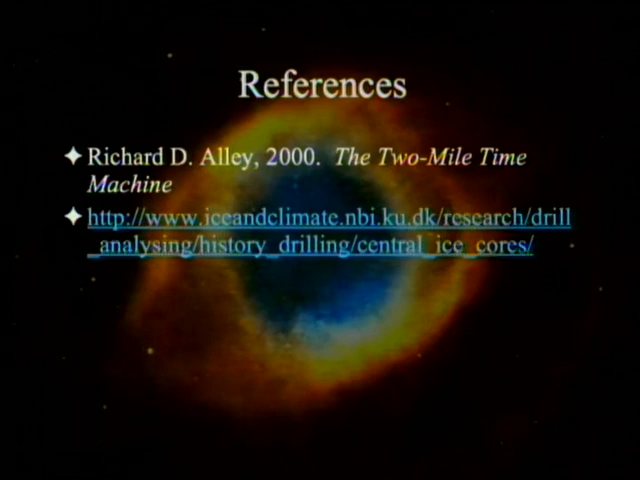 References
Richard D. Alley, 2000. The Two-Mile Time
Machine
http://www.iceandclimate.nbi.ku.dk/research/drill
_analysing/history_drilling/central_ice_cores/